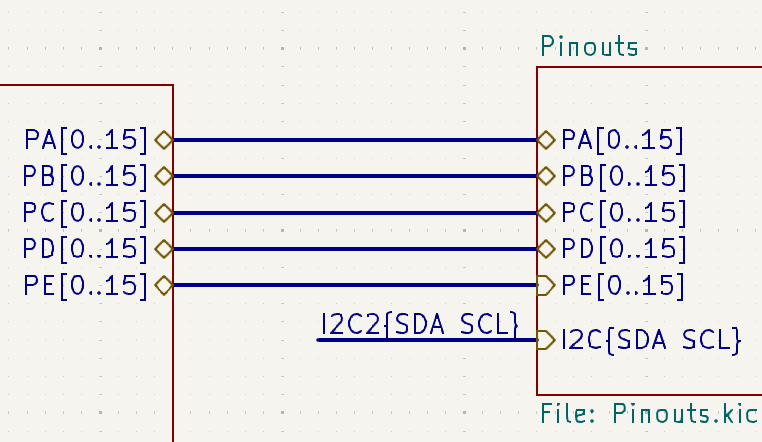 Pinouts
PA[0..15] PA[0..15]
PB[0..15] PB[0..15]
PC[0..15] PC[0..15]
PD[0..15] PD[0..15]
PE[0..15] PE[0..15]
I2C2{SDA SCL}
I2C{SDA SCL}
File: Pinouts.kic